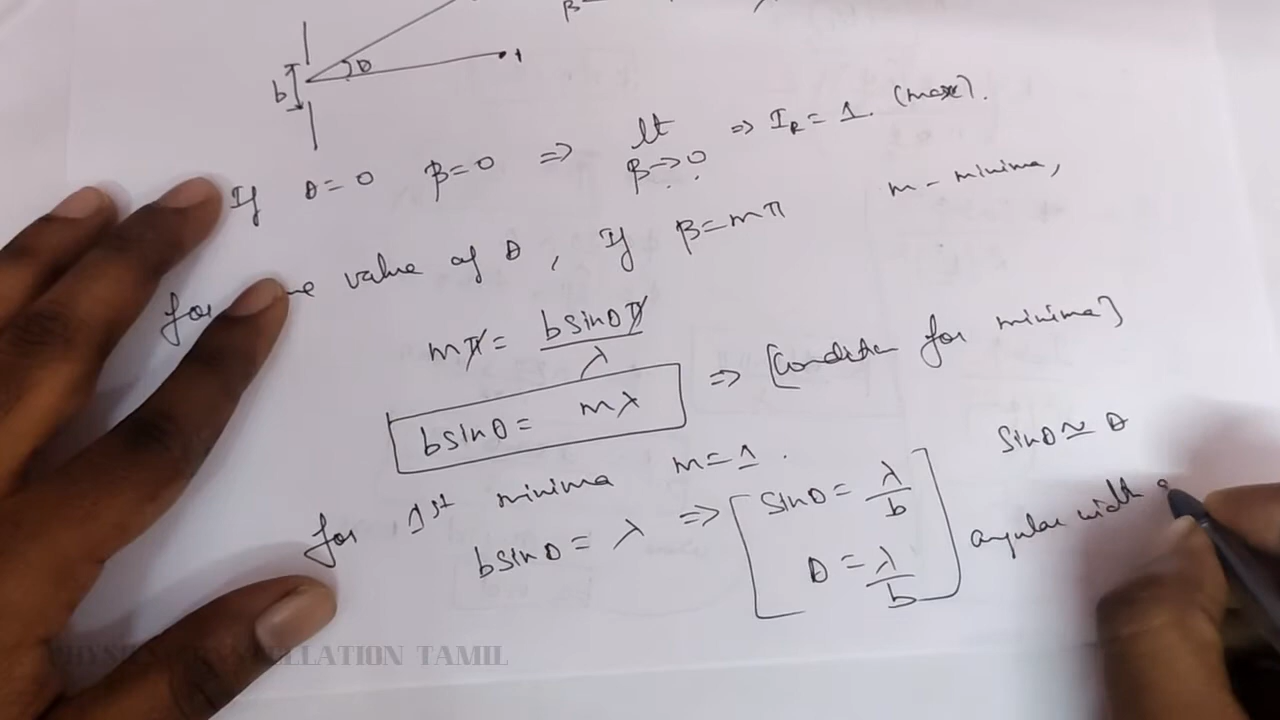 b θ
If θ = 0 β = 0 ⇒ lt β→0 ⇒ I_R = 1. (max).
m - minima,
for value of θ, If β = mπ
mπ = b sinθ π / λ
b sinθ = mλ ⇒ [Condition for minima]
for 1st minima m = 1.
b sinθ = λ ⇒ [ sinθ = λ/b
θ = λ/b ]
sinθ ≃ θ
angular width
TAMIL